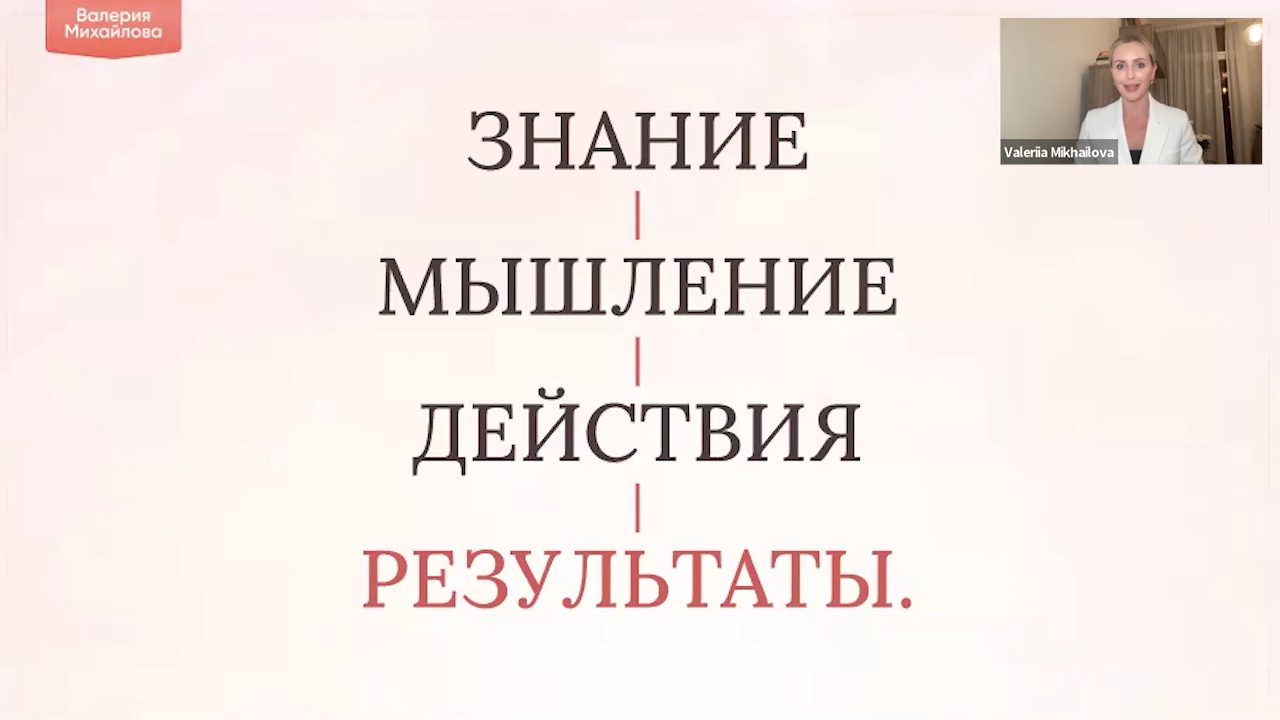 Валерия
Михайлова
Valeriia Mikhailova
ЗНАНИЕ
МЫШЛЕНИЕ
ДЕЙСТВИЯ
РЕЗУЛЬТАТЫ.